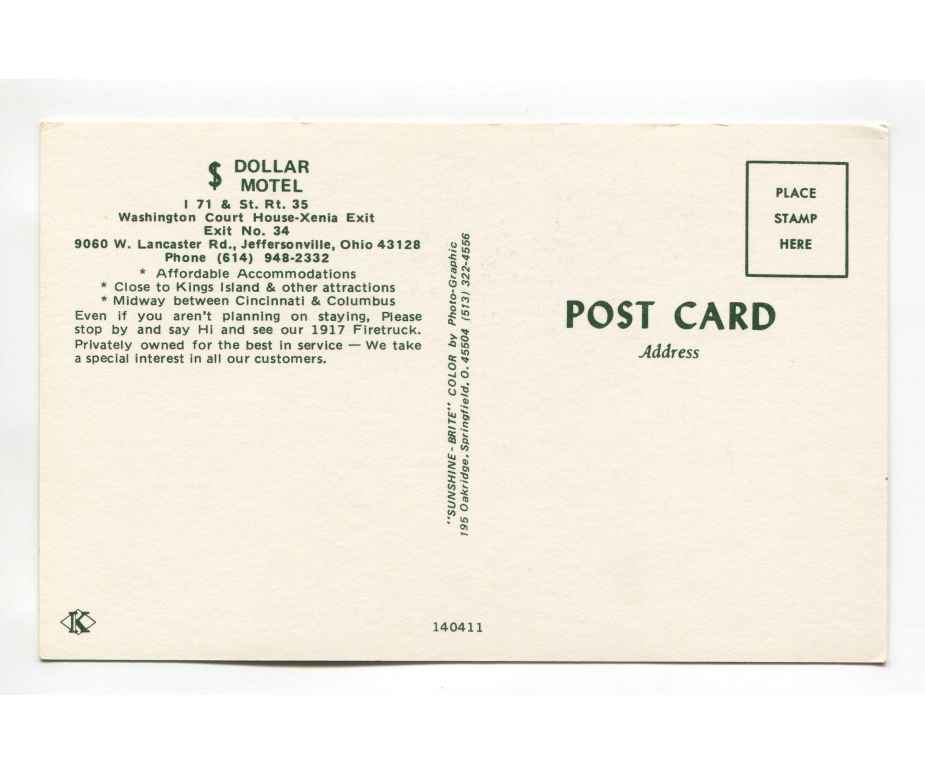 $ DOLLAR
MOTEL
I 71 & St. Rt. 35
Washington Court House-Xenia Exit
Exit No. 34
9060 W. Lancaster Rd., Jeffersonville, Ohio 43128
Phone (614) 948-2332
* Affordable Accommodations
* Close to Kings Island & other attractions
* Midway between Cincinnati & Columbus
Even if you aren't planning on staying, Please
stop by and say Hi and see our 1917 Firetruck.
Privately owned for the best in service — We take
a special interest in all our customers.
"SUNSHINE-BRITE" COLOR by Photo-Graphic
195 Oakridge, Springfield, O. 45504 (513) 322-4556
PLACE
STAMP
HERE
POST CARD
Address
K
140411